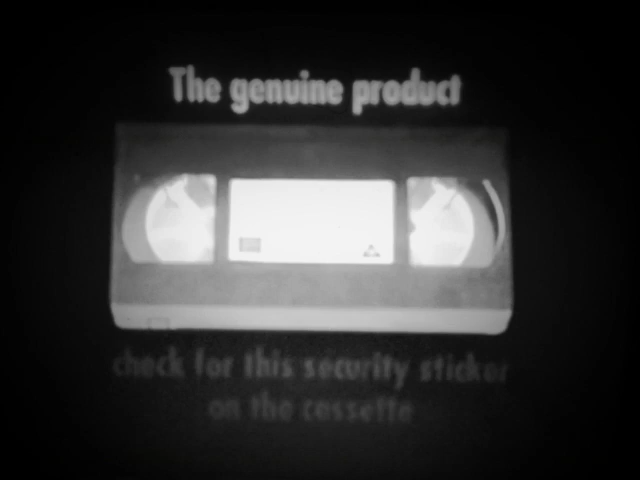 The genuine product
check for this security sticker
on the cassette